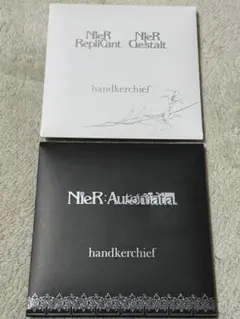 NIeR RepliCant NIeR Gestalt
handkerchief
NIeR:Automata
handkerchief